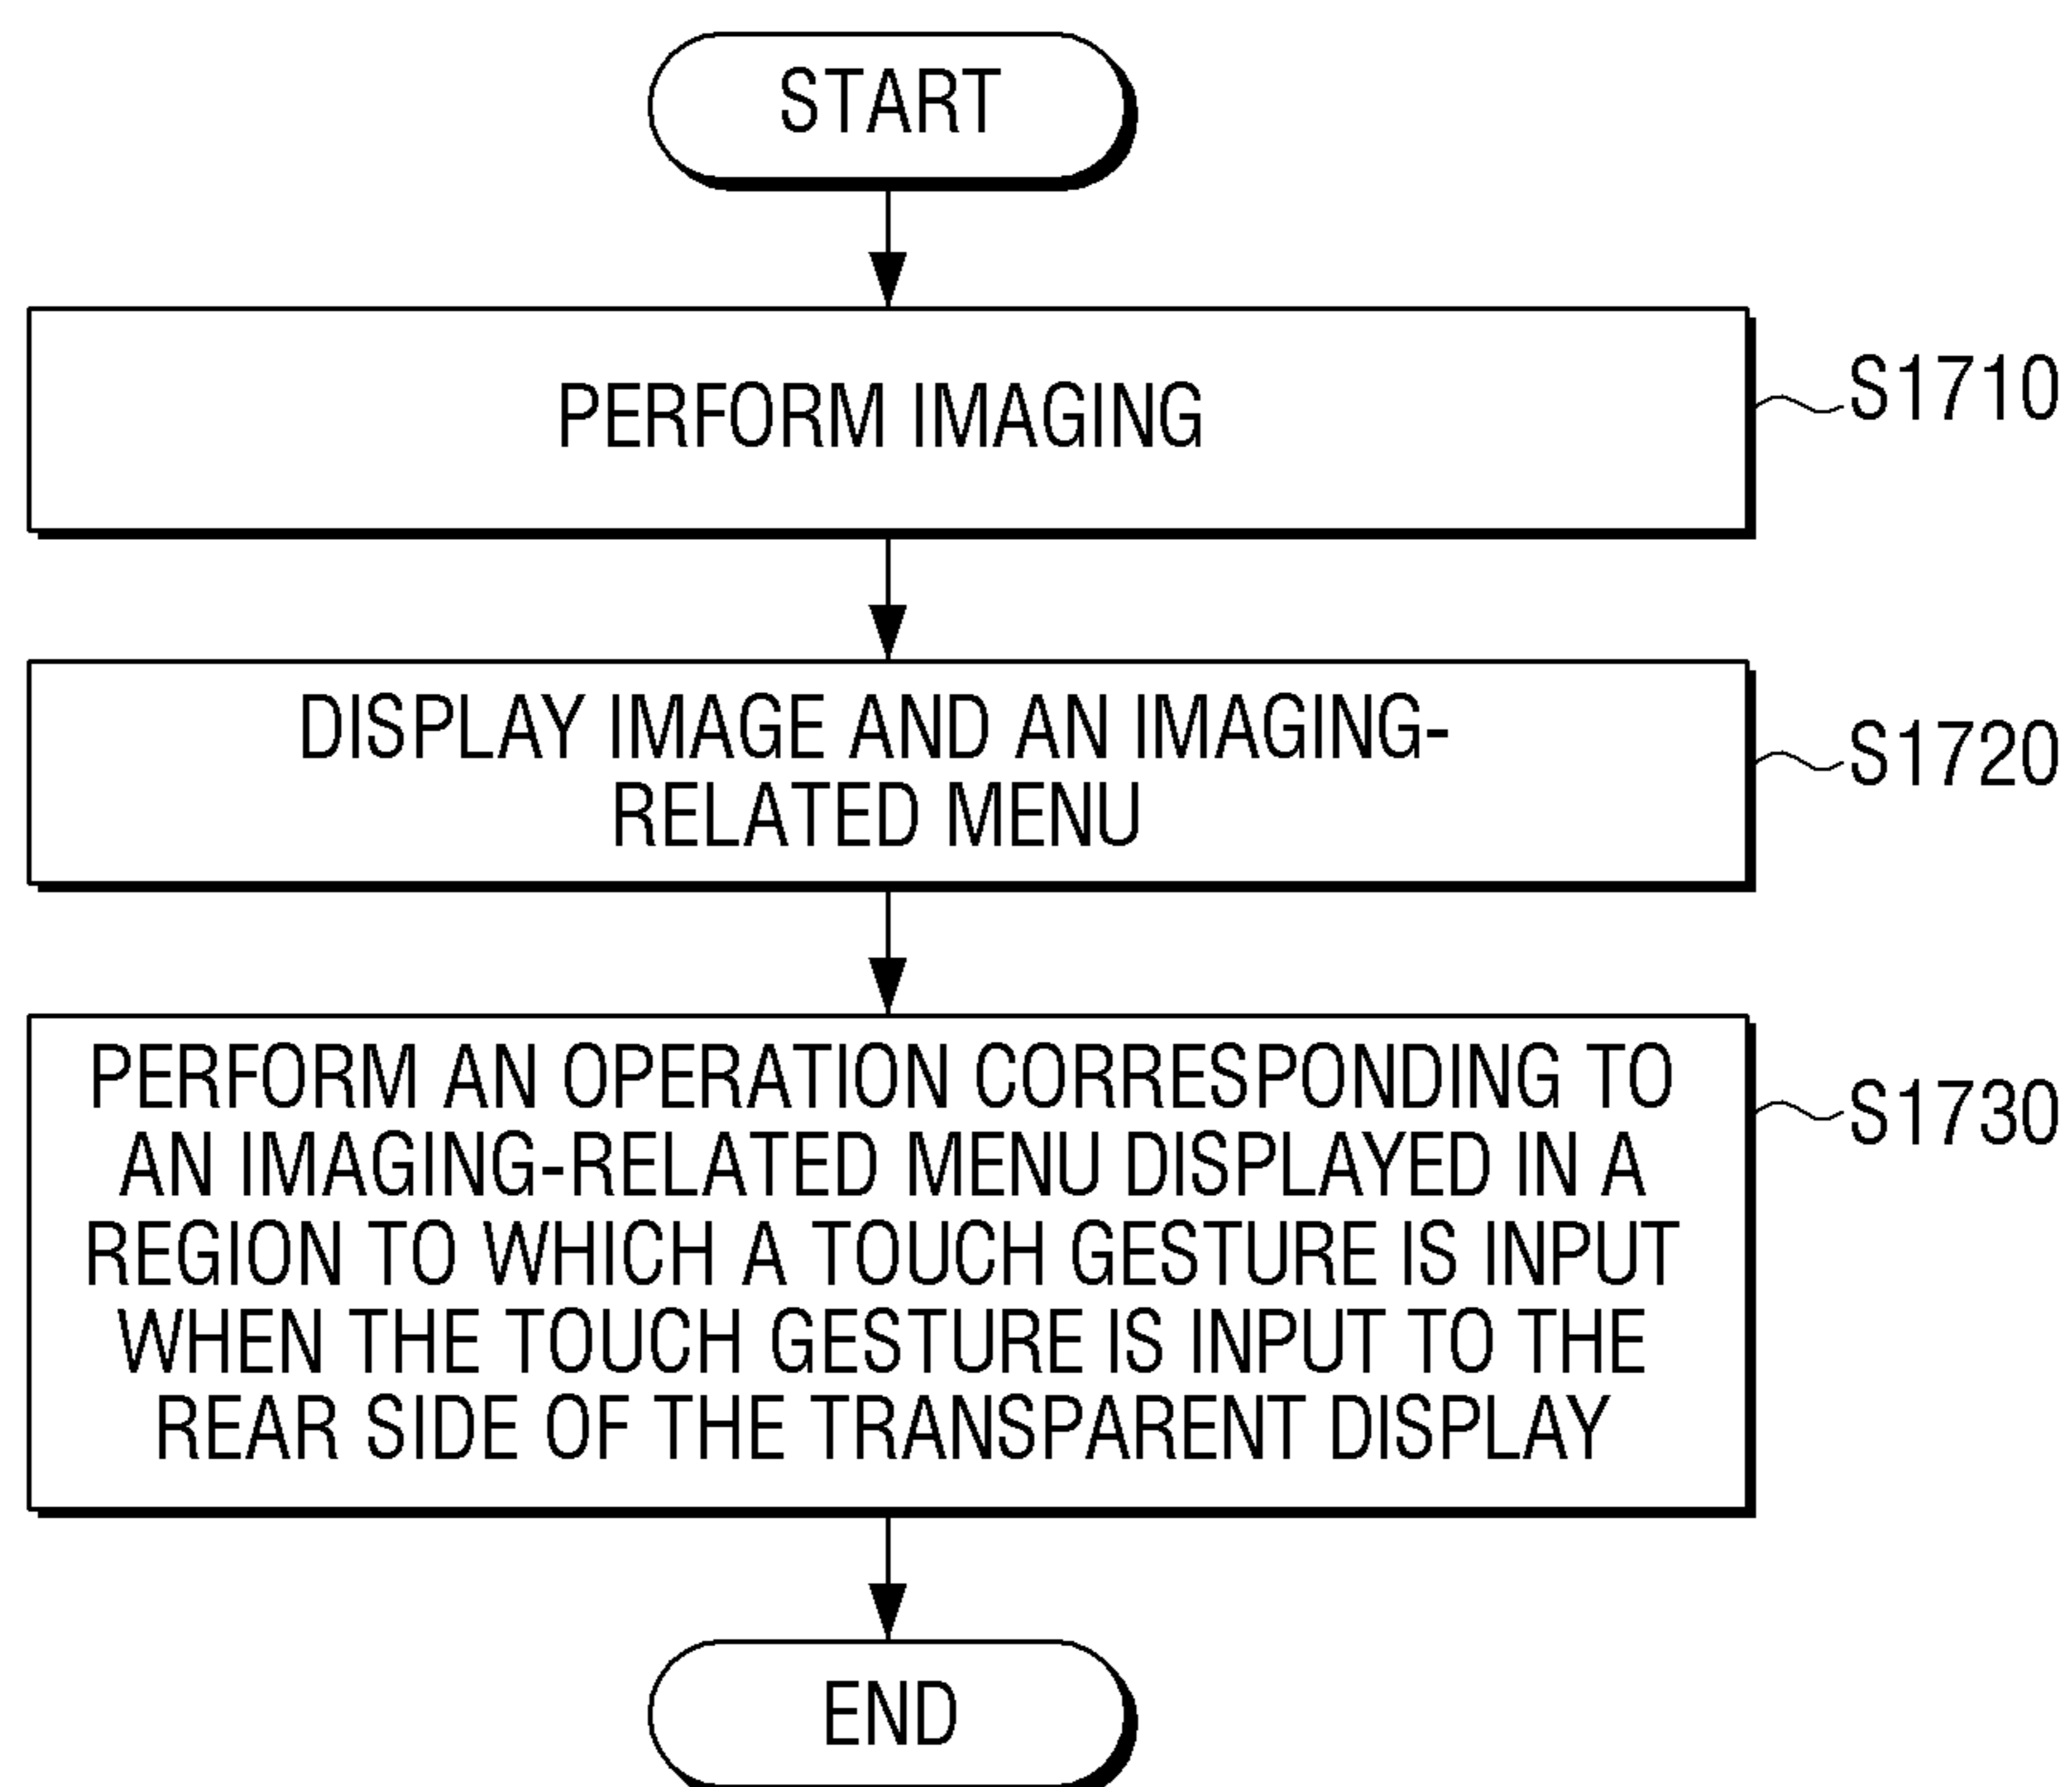 START
PERFORM IMAGING
S1710
DISPLAY IMAGE AND AN IMAGING-
RELATED MENU
S1720
PERFORM AN OPERATION CORRESPONDING TO
AN IMAGING-RELATED MENU DISPLAYED IN A
REGION TO WHICH A TOUCH GESTURE IS INPUT
WHEN THE TOUCH GESTURE IS INPUT TO THE
REAR SIDE OF THE TRANSPARENT DISPLAY
S1730
END